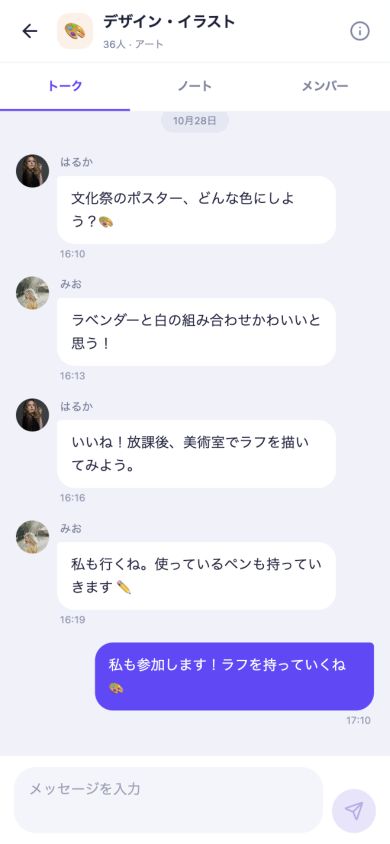 デザイン・イラスト
36人・アート
トーク
ノート
メンバー
10月28日
はるか
文化祭のポスター、どんな色にしよ
う？🎨
16:10
みお
ラベンダーと白の組み合わせかわいいと
思う！
16:13
はるか
いいね！放課後、美術室でラフを描い
てみよう。
16:16
みお
私も行くね。使っているペンも持ってい
きます✏️
16:19
私も参加します！ラフを持っていくね
🎨
17:10
メッセージを入力